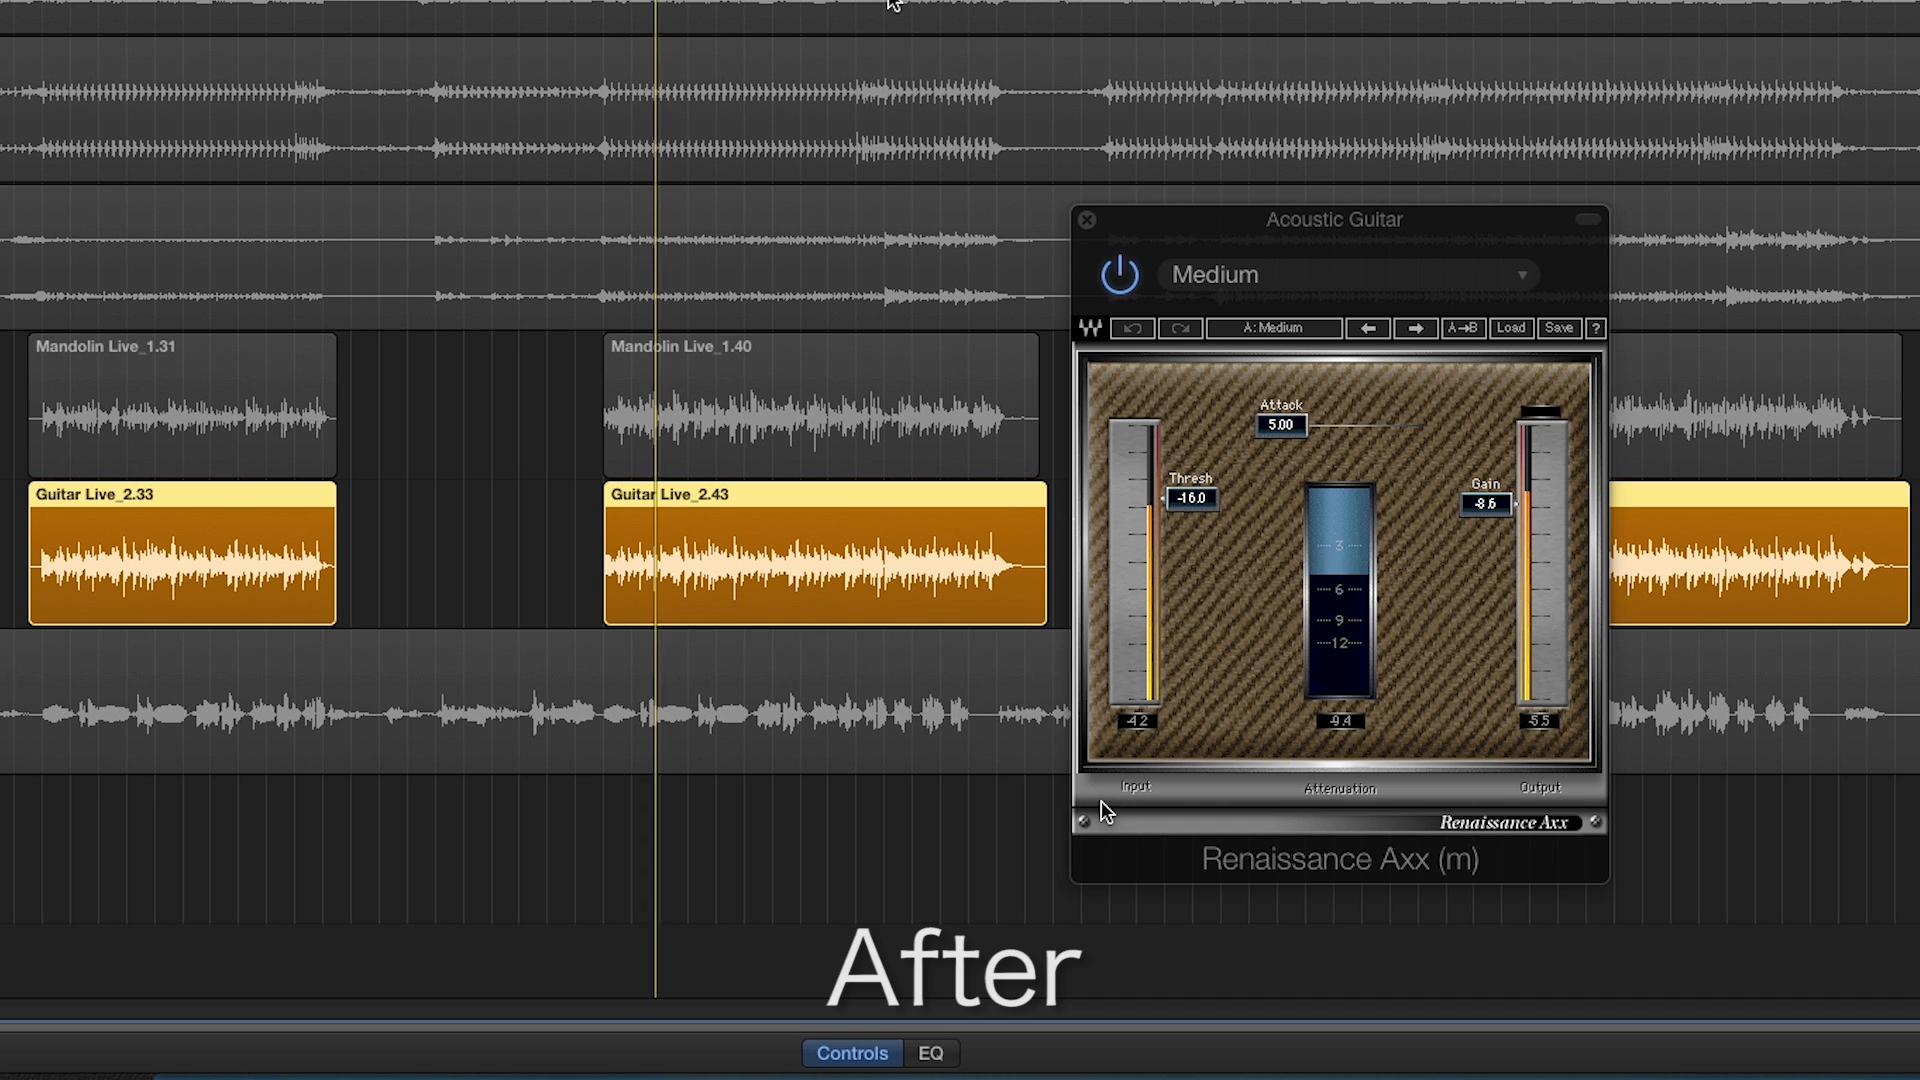 Acoustic Guitar
Medium
A: Medium
A→B
Load
Save
?
Mandolin Live_1.31
Mandolin Live_1.40
Attack
5.00
Thresh
-16.0
Gain
-8.6
Guitar Live_2.33
Guitar Live_2.43
3
6
9
12
-4.2
-9.4
-5.5
Input
Attenuation
Output
Renaissance Axx
Renaissance Axx (m)
After
Controls
EQ